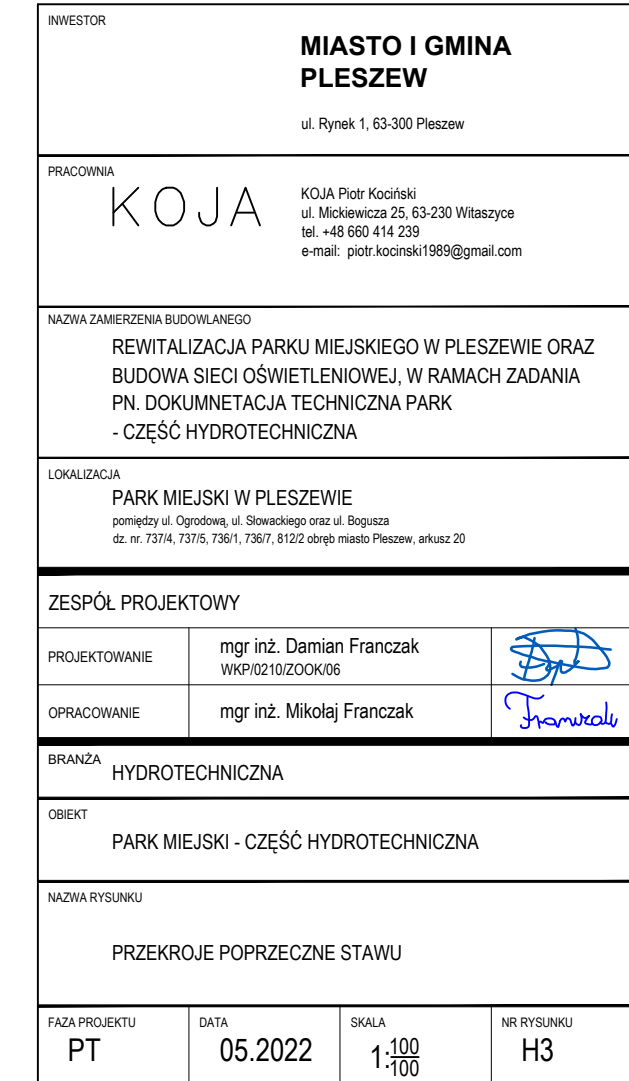 INWESTOR
MIASTO I GMINA
PLESZEW
ul. Rynek 1, 63-300 Pleszew
PRACOWNIA
KOJA
KOJA Piotr Kociński
ul. Mickiewicza 25, 63-230 Witaszyce
tel. +48 660 414 239
e-mail: piotr.kocinski1989@gmail.com
NAZWA ZAMIERZENIA BUDOWLANEGO
REWITALIZACJA PARKU MIEJSKIEGO W PLESZEWIE ORAZ
BUDOWA SIECI OŚWIETLENIOWEJ, W RAMACH ZADANIA
PN. DOKUMNETACJA TECHNICZNA PARK
- CZĘŚĆ HYDROTECHNICZNA
LOKALIZACJA
PARK MIEJSKI W PLESZEWIE
pomiędzy ul. Ogrodową, ul. Słowackiego oraz ul. Bogusza
dz. nr. 737/4, 737/5, 736/1, 736/7, 812/2 obręb miasto Pleszew, arkusz 20
ZESPÓŁ PROJEKTOWY
PROJEKTOWANIE
mgr inż. Damian Franczak
WKP/0210/ZOOK/06
OPRACOWANIE
mgr inż. Mikołaj Franczak
Franczak
BRANŻA
HYDROTECHNICZNA
OBIEKT
PARK MIEJSKI - CZĘŚĆ HYDROTECHNICZNA
NAZWA RYSUNKU
PRZEKROJE POPRZECZNE STAWU
FAZA PROJEKTU
PT
DATA
05.2022
SKALA
1:100/100
NR RYSUNKU
H3